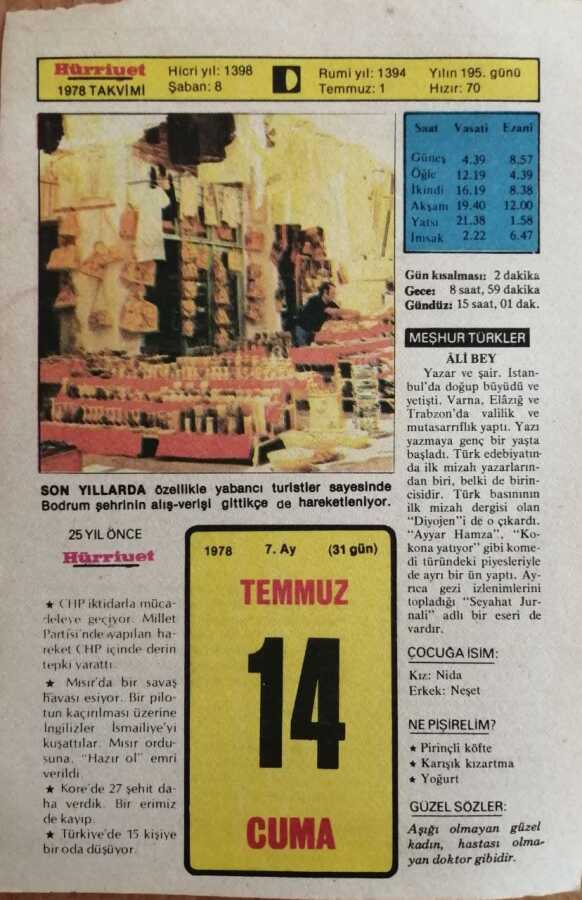 Hürriyet
1978 TAKVİMİ
Hicri yıl: 1398
Şaban: 8
Rumi yıl: 1394
Temmuz: 1
Yılın 195. günü
Hızır: 70
Saat Vasati Ezani
Güneş 4.39 8.57
Öğle 12.19 4.39
İkindi 16.19 8.38
Akşam 19.40 12.00
Yatsı 21.38 1.58
İmsak 2.22 6.47
Gün kısalması: 2 dakika
Gece: 8 saat, 59 dakika
Gündüz: 15 saat, 01 dak.
SON YILLARDA özellikle yabancı turistler sayesinde
Bodrum şehrinin alış-verişi gittikçe de hareketleniyor.
25 YIL ÖNCE
Hürriyet
★ CHP iktidarla müca-
deleye geçiyor. Millet
Partisi'nde yapılan ha-
reket CHP içinde derin
tepki yarattı.
★ Mısır'da bir savaş
havası esiyor. Bir pilo-
tun kaçırılması üzerine
İngilizler İsmailiye'yi
kuşattılar. Mısır ordu-
suna, "Hazır ol" emri
verildi.
★ Kore'de 27 şehit da-
ha verdik. Bir erimiz
de kayıp.
★ Türkiye'de 15 kişiye
bir oda düşüyor.
1978 7. Ay (31 gün)
TEMMUZ
14
CUMA
MEŞHUR TÜRKLER
ÂLİ BEY
Yazar ve şair. İstan-
bul'da doğup büyüdü ve
yetişti. Varna, Elâzığ ve
Trabzon'da valilik ve
mutasarrıflık yaptı. Yazı
yazmaya genç bir yaşta
başladı. Türk edebiyatın-
da ilk mizah yazarların-
dan biri, belki de birin-
cisidir. Türk basınının
ilk mizah dergisi olan
"Diyojen"i de o çıkardı.
"Ayyar Hamza", "Ko-
kona yatıyor" gibi kome-
di türündeki piyesleriyle
de ayrı bir ün yaptı. Ay-
rıca gezi izlenimlerini
topladığı "Seyahat Jur-
nali" adlı bir eseri de
vardır.
ÇOCUĞA İSİM:
Kız: Nida
Erkek: Neşet
NE PİŞİRELİM?
★ Pirinçli köfte
★ Karışık kızartma
★ Yoğurt
GÜZEL SÖZLER:
Aşığı olmayan güzel
kadın, hastası olma-
yan doktor gibidir.